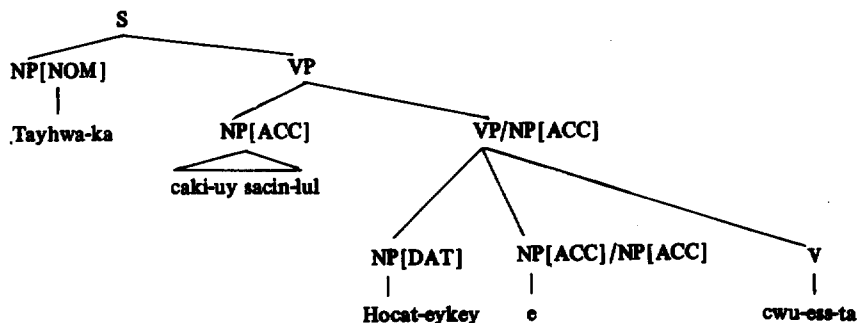 S
NP[NOM] VP
.Tayhwa-ka NP[ACC] VP/NP[ACC]
caki-uy sacin-lul
NP[DAT] NP[ACC]/NP[ACC] V
Hocat-eykey e cwu-ess-ta